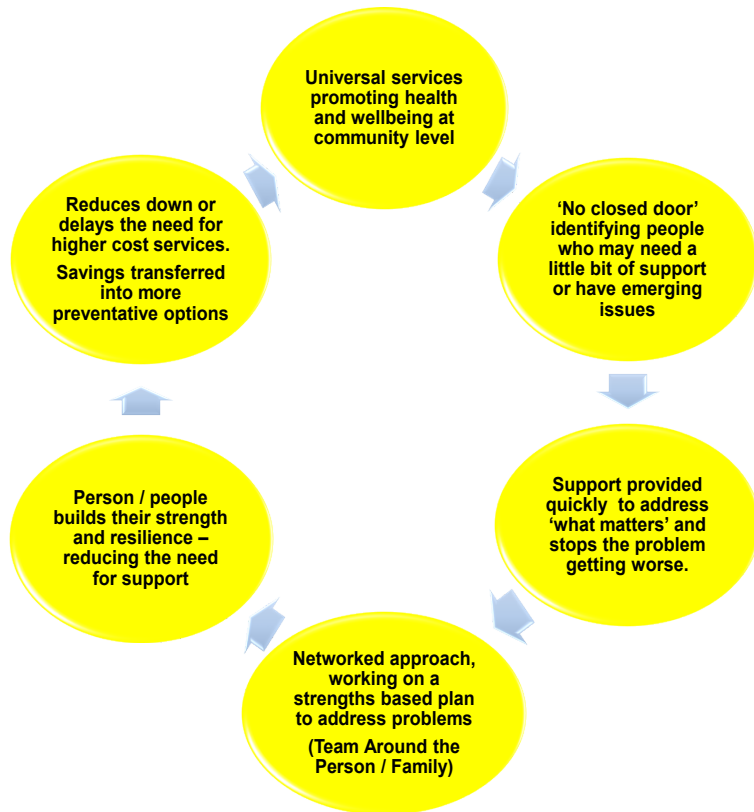 Universal services
promoting health
and wellbeing at
community level
‘No closed door’
identifying people
who may need a
little bit of support
or have emerging
issues
Support provided
quickly to address
‘what matters’ and
stops the problem
getting worse.
Networked approach,
working on a
strengths based plan
to address problems
(Team Around the
Person / Family)
Person / people
builds their strength
and resilience –
reducing the need
for support
Reduces down or
delays the need for
higher cost services.
Savings transferred
into more
preventative options